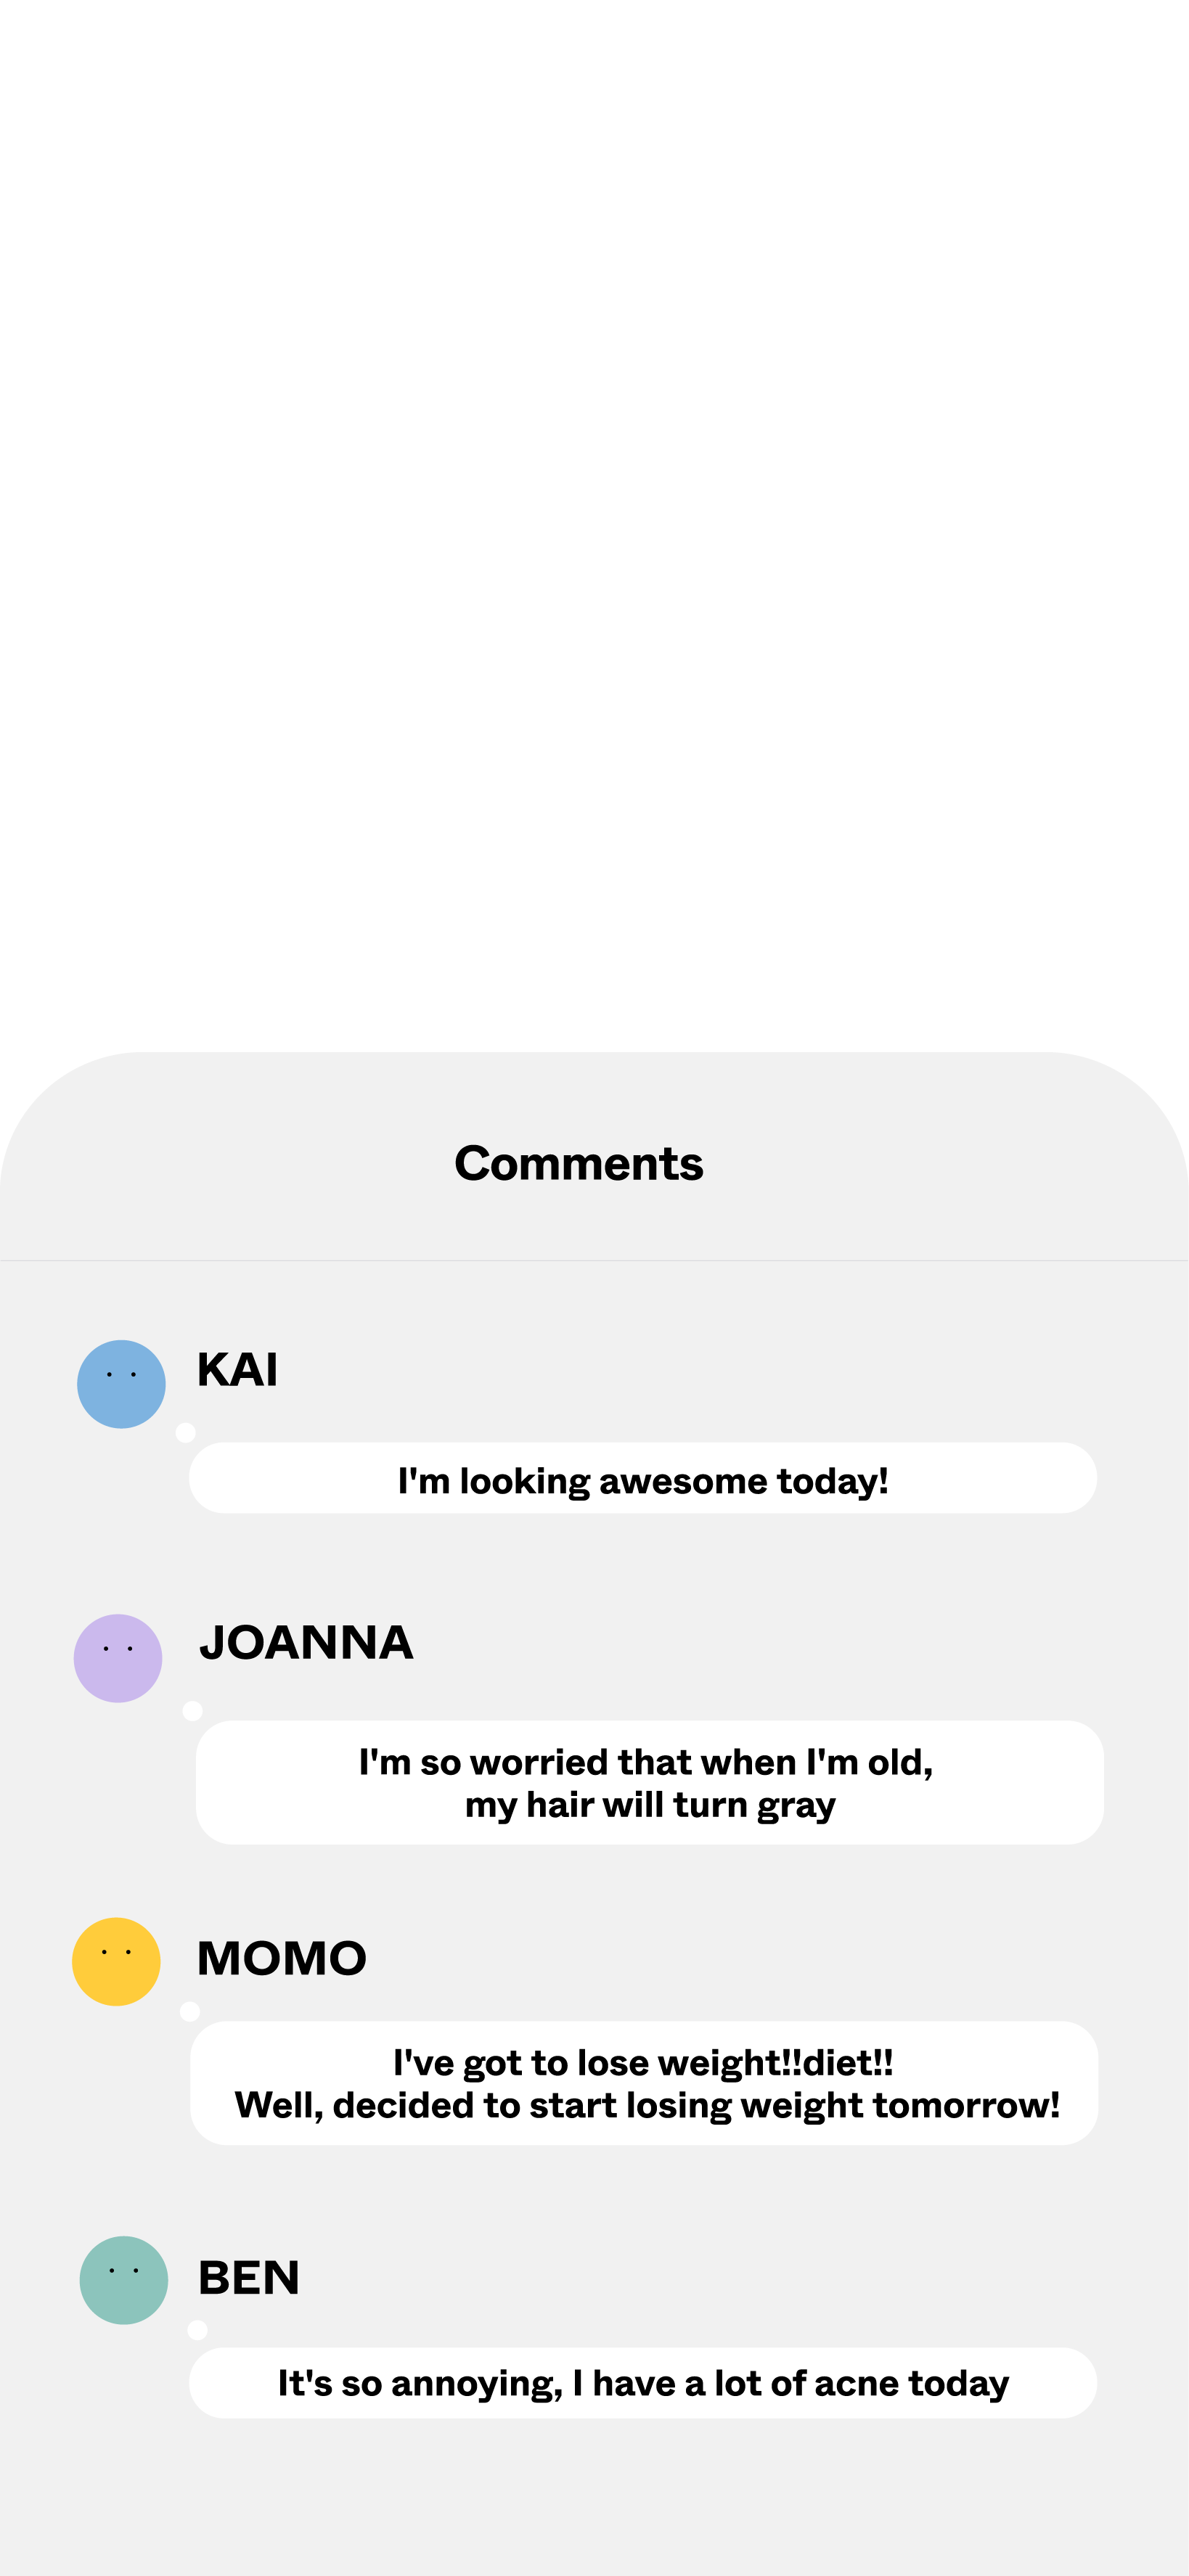 Comments
KAI
I'm looking awesome today!
JOANNA
I'm so worried that when I'm old,
my hair will turn gray
MOMO
I've got to lose weight!!diet!!
Well, decided to start losing weight tomorrow!
BEN
It's so annoying, I have a lot of acne today